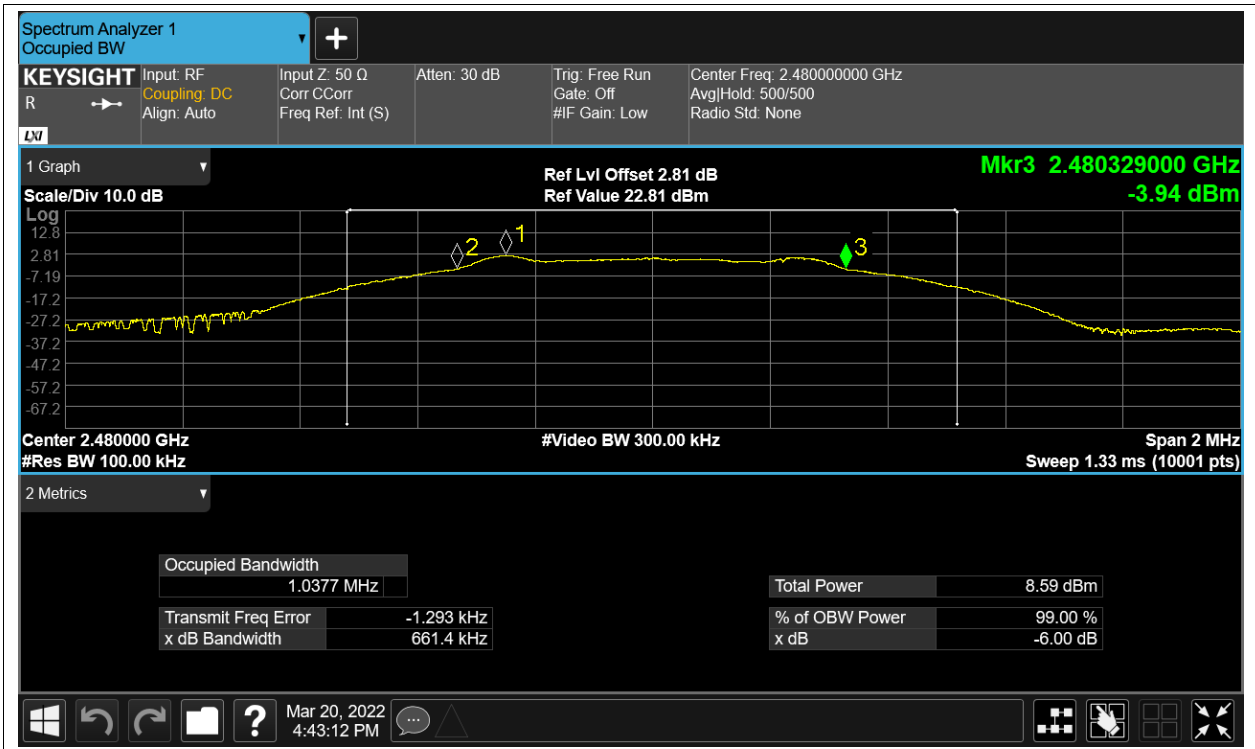 Spectrum Analyzer 1
Occupied BW
KEYSIGHT
R
LXI
Input: RF
Coupling: DC
Align: Auto
Input Z: 50 Ω
Corr CCorr
Freq Ref: Int (S)
Atten: 30 dB
Trig: Free Run
Gate: Off
#IF Gain: Low
Center Freq: 2.480000000 GHz
Avg|Hold: 500/500
Radio Std: None
1 Graph
Scale/Div 10.0 dB
Ref Lvl Offset 2.81 dB
Ref Value 22.81 dBm
Mkr3 2.480329000 GHz
-3.94 dBm
Log
12.8
2.81
-7.19
-17.2
-27.2
-37.2
-47.2
-57.2
-67.2
2
1
3
Center 2.480000 GHz
#Res BW 100.00 kHz
#Video BW 300.00 kHz
Span 2 MHz
Sweep 1.33 ms (10001 pts)
2 Metrics
Occupied Bandwidth
1.0377 MHz
Transmit Freq Error -1.293 kHz
x dB Bandwidth 661.4 kHz
Total Power 8.59 dBm
% of OBW Power 99.00 %
x dB -6.00 dB
?
Mar 20, 2022
4:43:12 PM